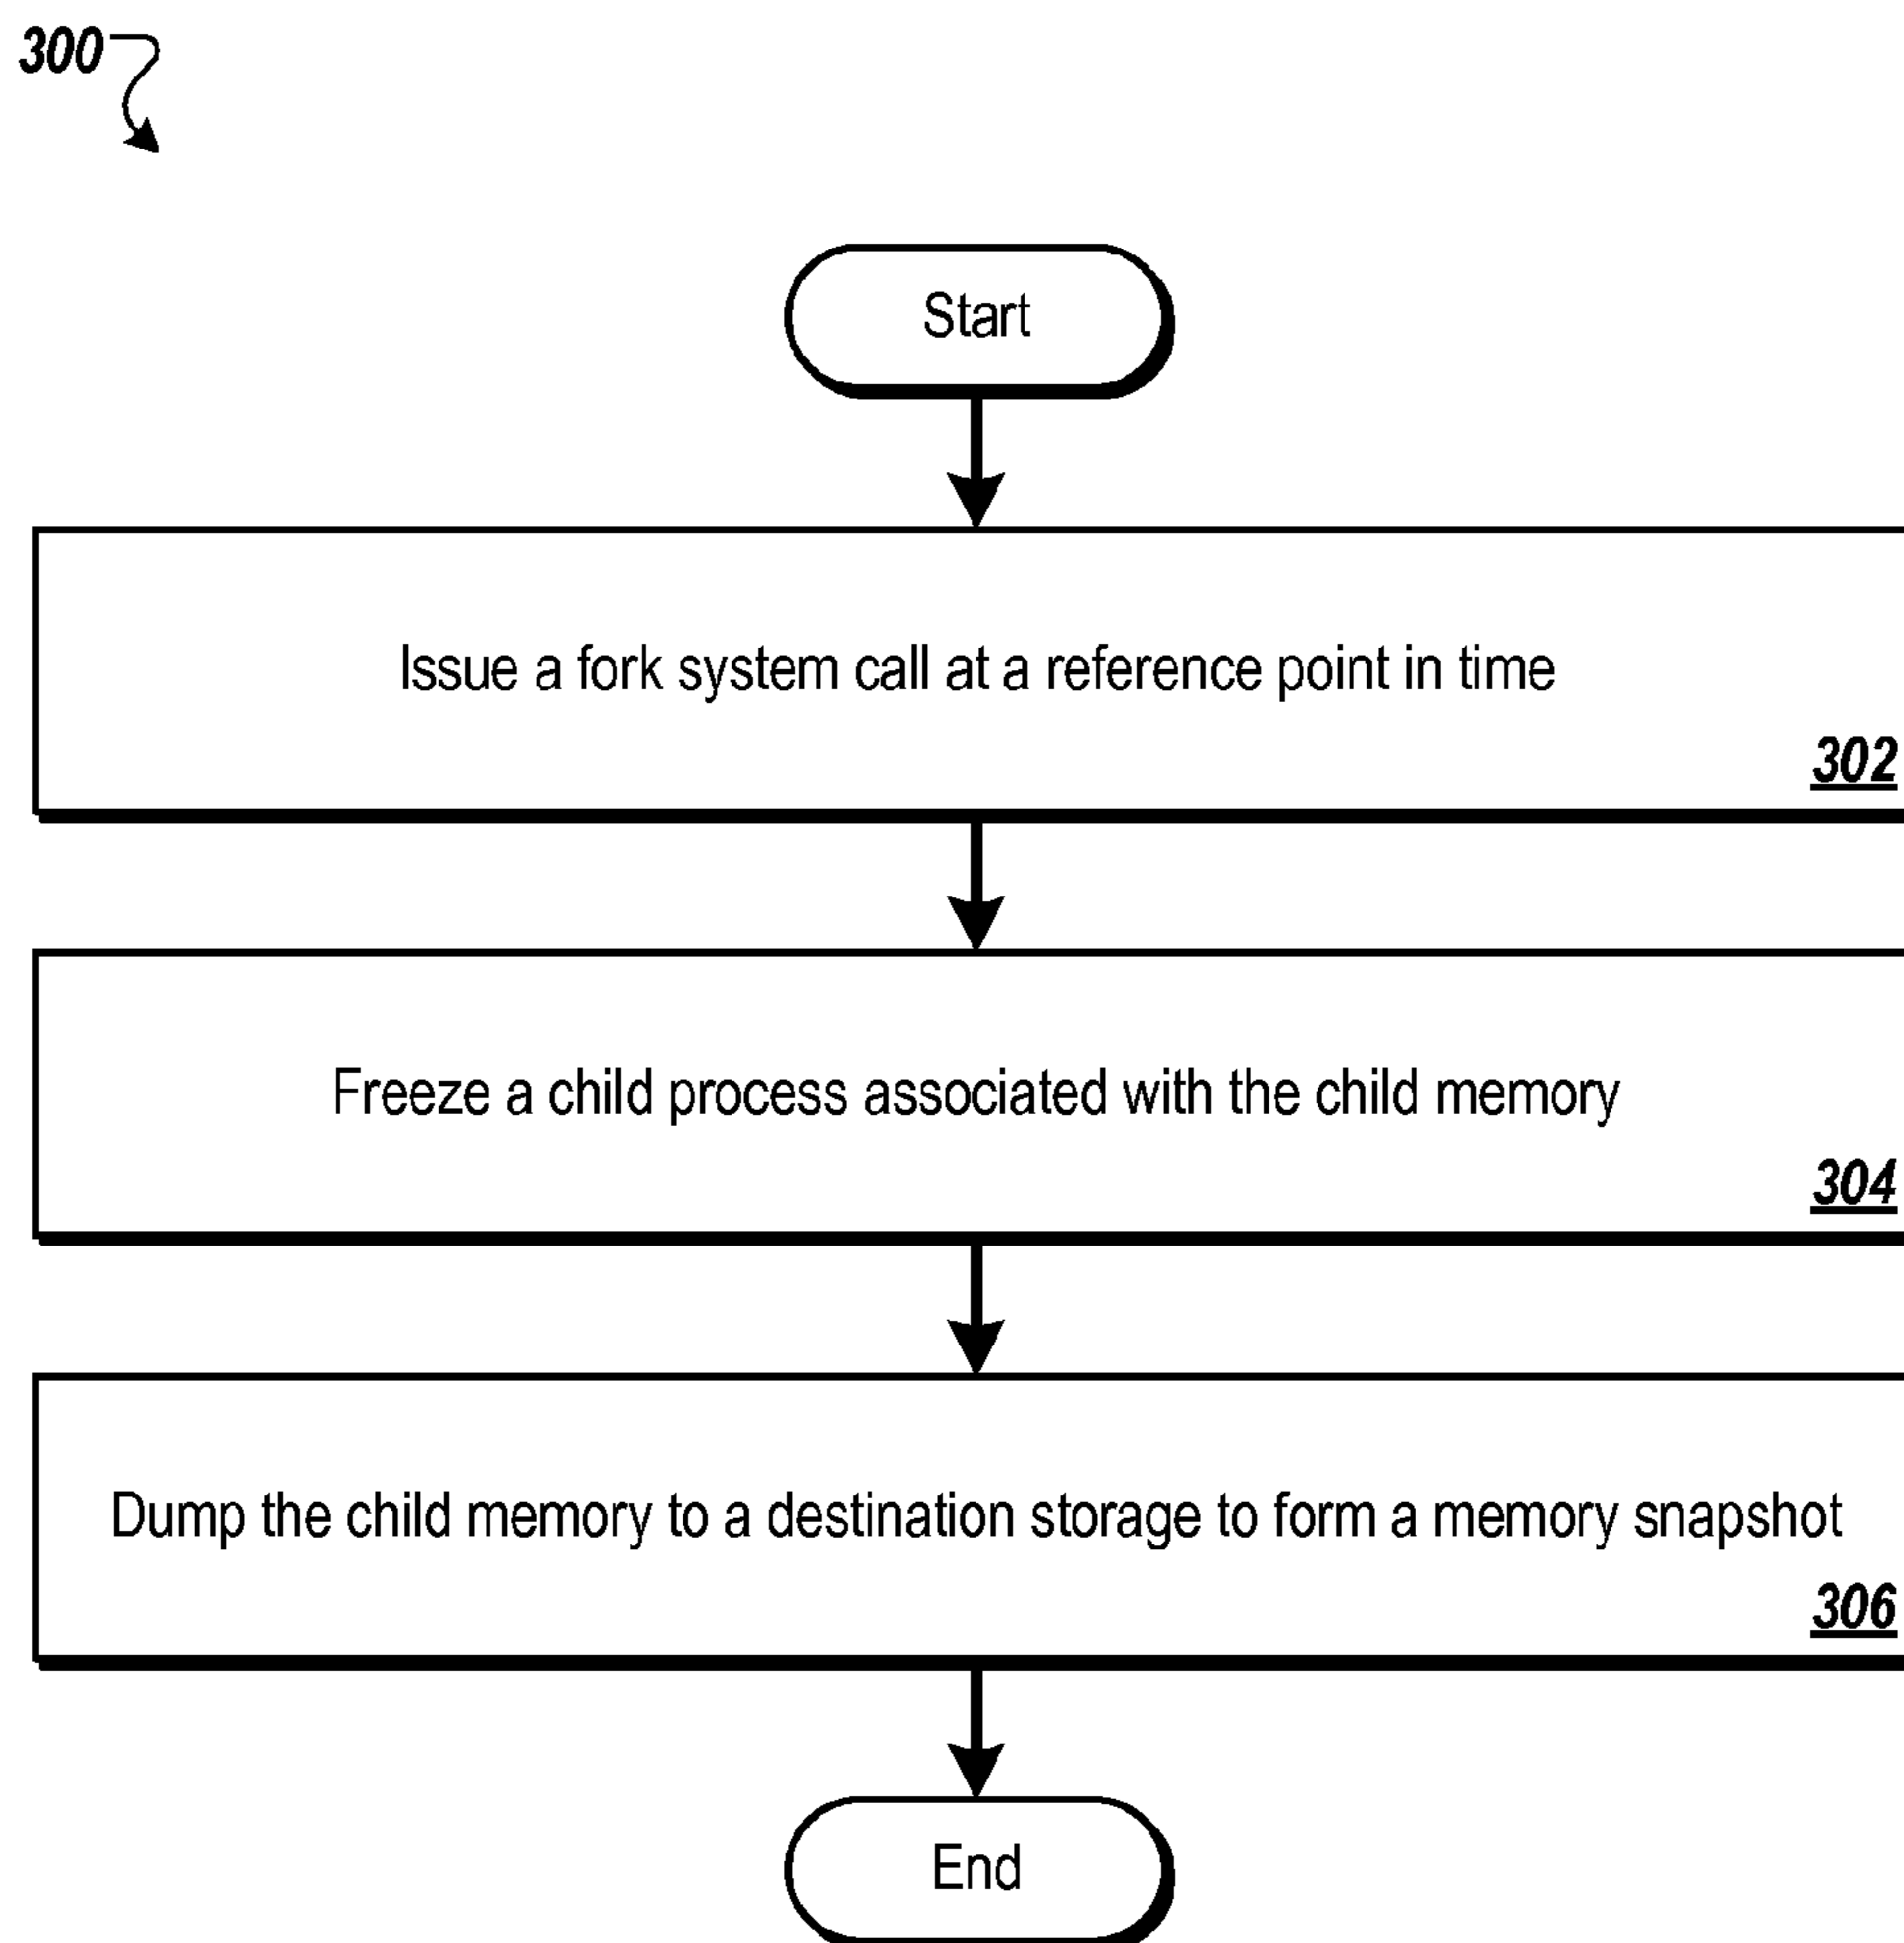 300
Start
Issue a fork system call at a reference point in time
302
Freeze a child process associated with the child memory
304
Dump the child memory to a destination storage to form a memory snapshot
306
End